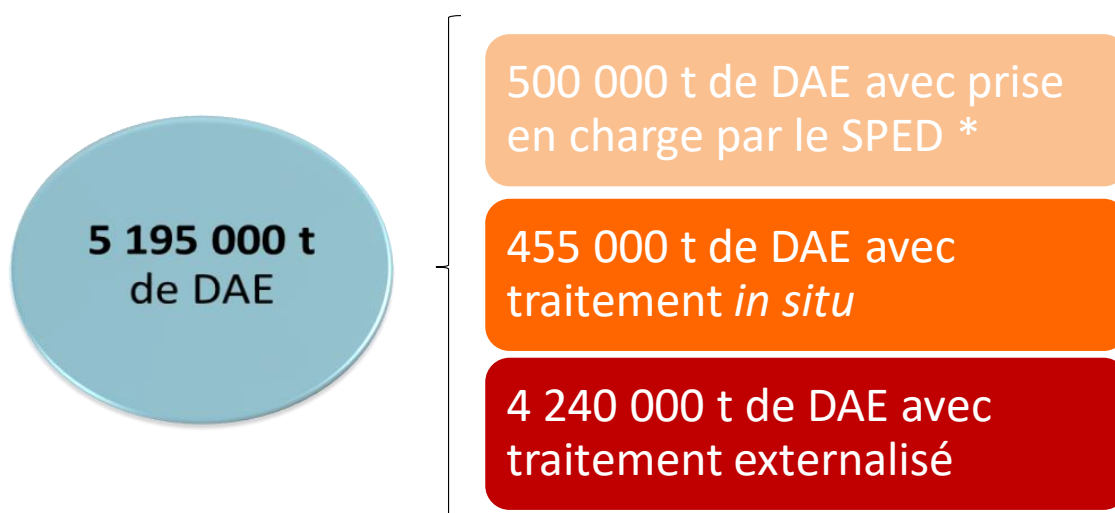 5 195 000 t
de DAE
500 000 t de DAE avec prise
en charge par le SPED *
455 000 t de DAE avec
traitement in situ
4 240 000 t de DAE avec
traitement externalisé